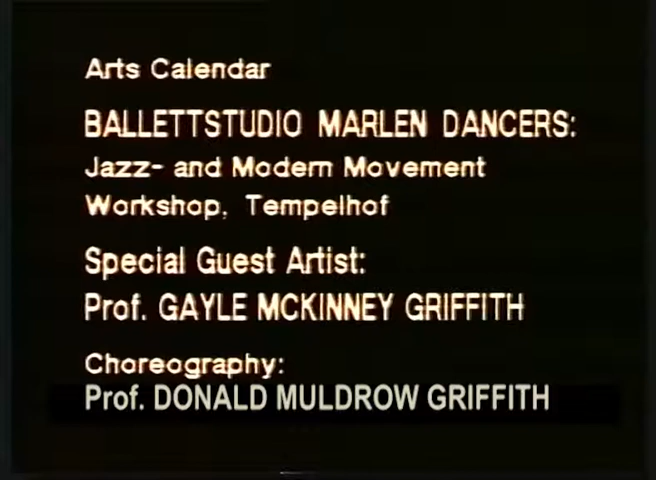 Arts Calendar
BALLETTSTUDIO MARLEN DANCERS:
Jazz- and Modern Movement
Workshop, Tempelhof
Special Guest Artist:
Prof. GAYLE MCKINNEY GRIFFITH
Choreography:
Prof. DONALD MULDROW GRIFFITH